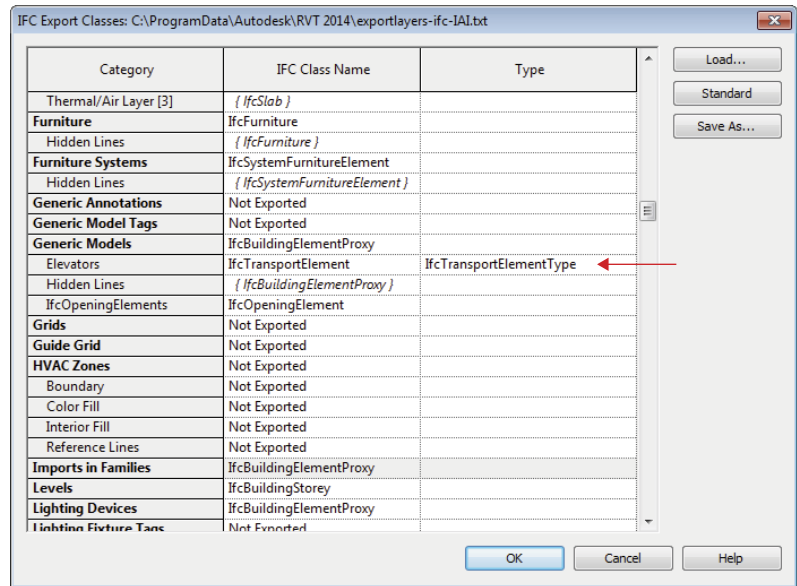 IFC Export Classes: C:\ProgramData\Autodesk\RVT 2014\exportlayers-ifc-IAI.txt
Category IFC Class Name Type
Load...
Standard
Save As...
Thermal/Air Layer [3] { IfcSlab }
Furniture IfcFurniture
Hidden Lines { IfcFurniture }
Furniture Systems IfcSystemFurnitureElement
Hidden Lines { IfcSystemFurnitureElement }
Generic Annotations Not Exported
Generic Model Tags Not Exported
Generic Models IfcBuildingElementProxy
Elevators IfcTransportElement IfcTransportElementType
Hidden Lines { IfcBuildingElementProxy }
IfcOpeningElements IfcOpeningElement
Grids Not Exported
Guide Grid Not Exported
HVAC Zones Not Exported
Boundary Not Exported
Color Fill Not Exported
Interior Fill Not Exported
Reference Lines Not Exported
Imports in Families IfcBuildingElementProxy
Levels IfcBuildingStorey
Lighting Devices IfcBuildingElementProxy
Lighting Fixture Tags Not Exported
OK Cancel Help